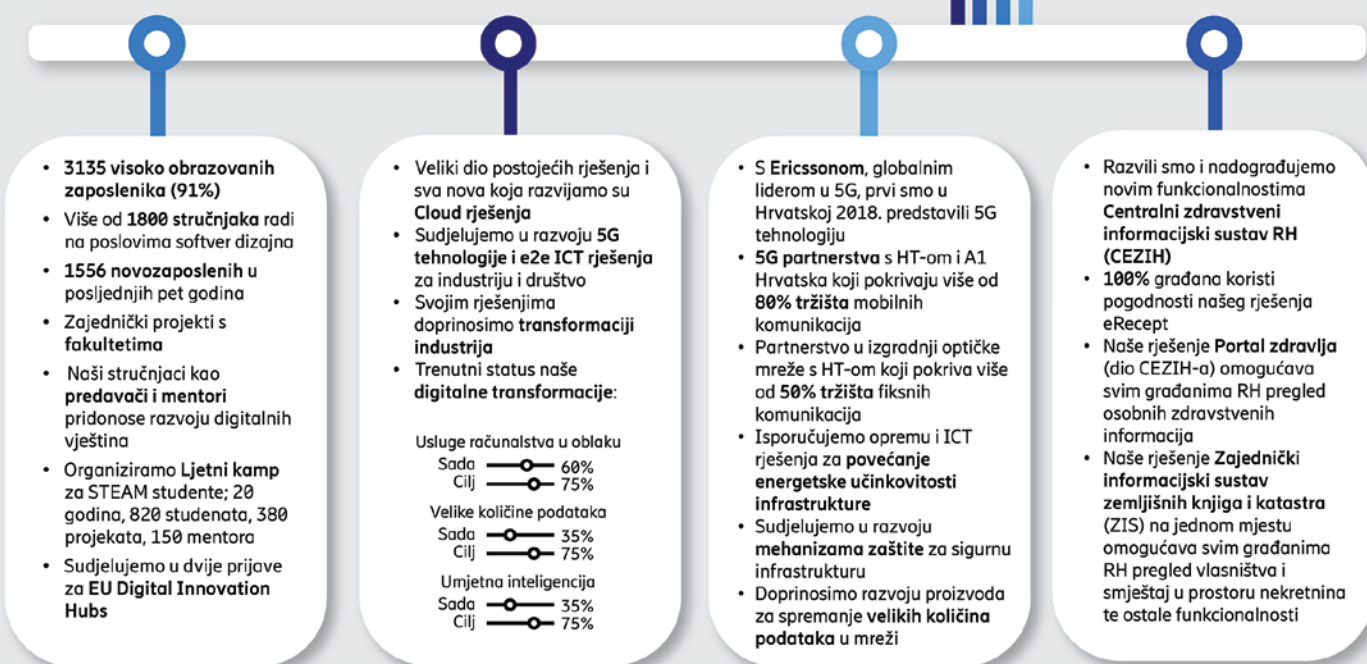 • 3135 visoko obrazovanih
zaposlenika (91%)
• Više od 1800 stručnjaka radi
na poslovima softver dizajna
• 1556 novozaposlenih u
posljednjih pet godina
• Zajednički projekti s
fakultetima
• Naši stručnjaci kao
predavači i mentori
pridonose razvoju digitalnih
vještina
• Organiziramo Ljetni kamp
za STEAM studente; 20
godina, 820 studenata, 380
projekata, 150 mentora
• Sudjelujemo u dvije prijave
za EU Digital Innovation
Hubs
• Veliki dio postojećih rješenja i
sva nova koja razvijamo su
Cloud rješenja
• Sudjelujemo u razvoju 5G
tehnologije i e2e ICT rješenja
za industriju i društvo
• Svojim rješenjima
doprinosimo transformaciji
industrija
• Trenutni status naše
digitalne transformacije:
Usluge računalstva u oblaku
Sada 60%
Cilj 75%
Velike količine podataka
Sada 35%
Cilj 75%
Umjetna inteligencija
Sada 35%
Cilj 75%
• S Ericssonom, globalnim
liderom u 5G, prvi smo u
Hrvatskoj 2018. predstavili 5G
tehnologiju
• 5G partnerstva s HT-om i A1
Hrvatska koji pokrivaju više od
80% tržišta mobilnih
komunikacija
• Partnerstvo u izgradnji optičke
mreže s HT-om koji pokriva više
od 50% tržišta fiksnih
komunikacija
• Isporučujemo opremu i ICT
rješenja za povećanje
energetske učinkovitosti
infrastrukture
• Sudjelujemo u razvoju
mehanizama zaštite za sigurnu
infrastrukturu
• Doprinosimo razvoju proizvoda
za spremanje velikih količina
podataka u mreži
• Razvili smo i nadograđujemo
novim funkcionalnostima
Centralni zdravstveni
informacijski sustav RH
(CEZIH)
• 100% građana koristi
pogodnosti našeg rješenja
eRecept
• Naše rješenje Portal zdravlja
(dio CEZIH-a) omogućava
svim građanima RH pregled
osobnih zdravstvenih
informacija
• Naše rješenje Zajednički
informacijski sustav
zemljišnih knjiga i katastra
(ZIS) na jednom mjestu
omogućava svim građanima
RH pregled vlasništva i
smještaj u prostoru nekretnina
te ostale funkcionalnosti